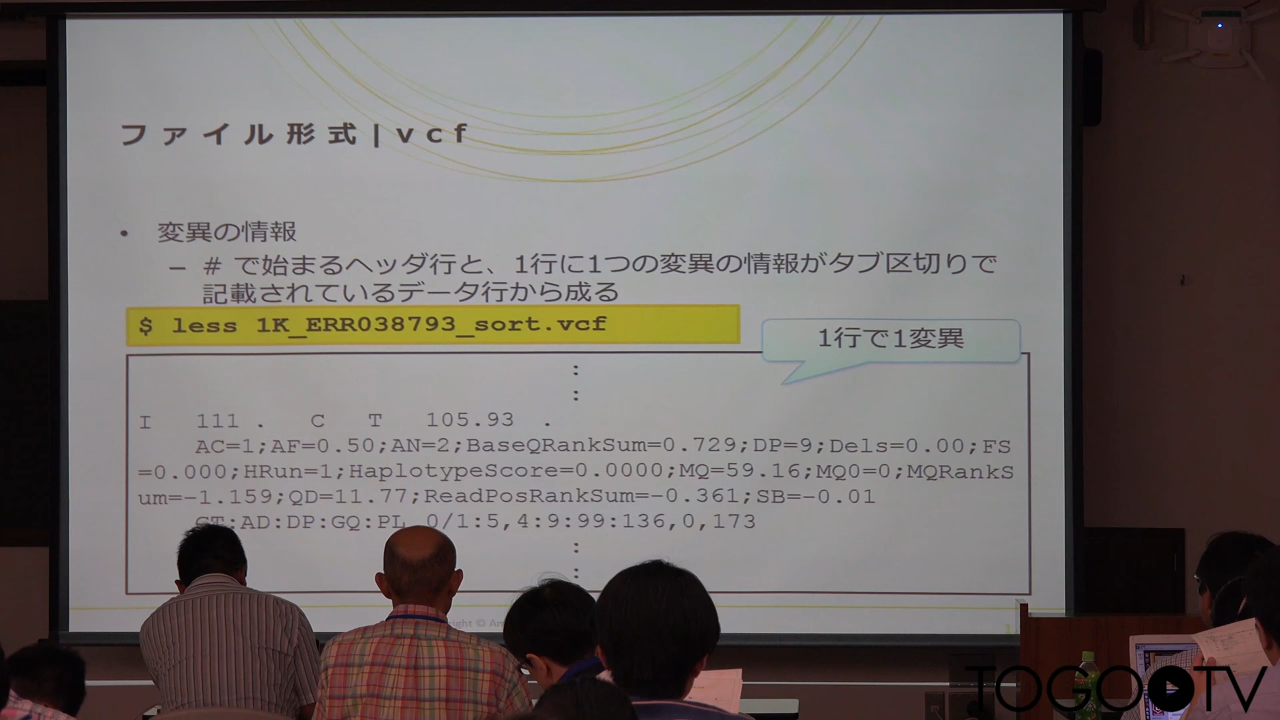 ファイル形式|vcf
• 変異の情報
– # で始まるヘッダ行と、1行に1つの変異の情報がタブ区切りで
記載されているデータ行から成る
$ less 1K_ERR038793_sort.vcf
1行で1変異
:
:
I 111 . C T 105.93 .
AC=1;AF=0.50;AN=2;BaseQRankSum=0.729;DP=9;Dels=0.00;FS
=0.000;HRun=1;HaplotypeScore=0.0000;MQ=59.16;MQ0=0;MQRankS
um=-1.159;QD=11.77;ReadPosRankSum=-0.361;SB=-0.01
GT:AD:DP:GQ:PL 0/1:5,4:9:99:136,0,173
:
:
TOGOTV